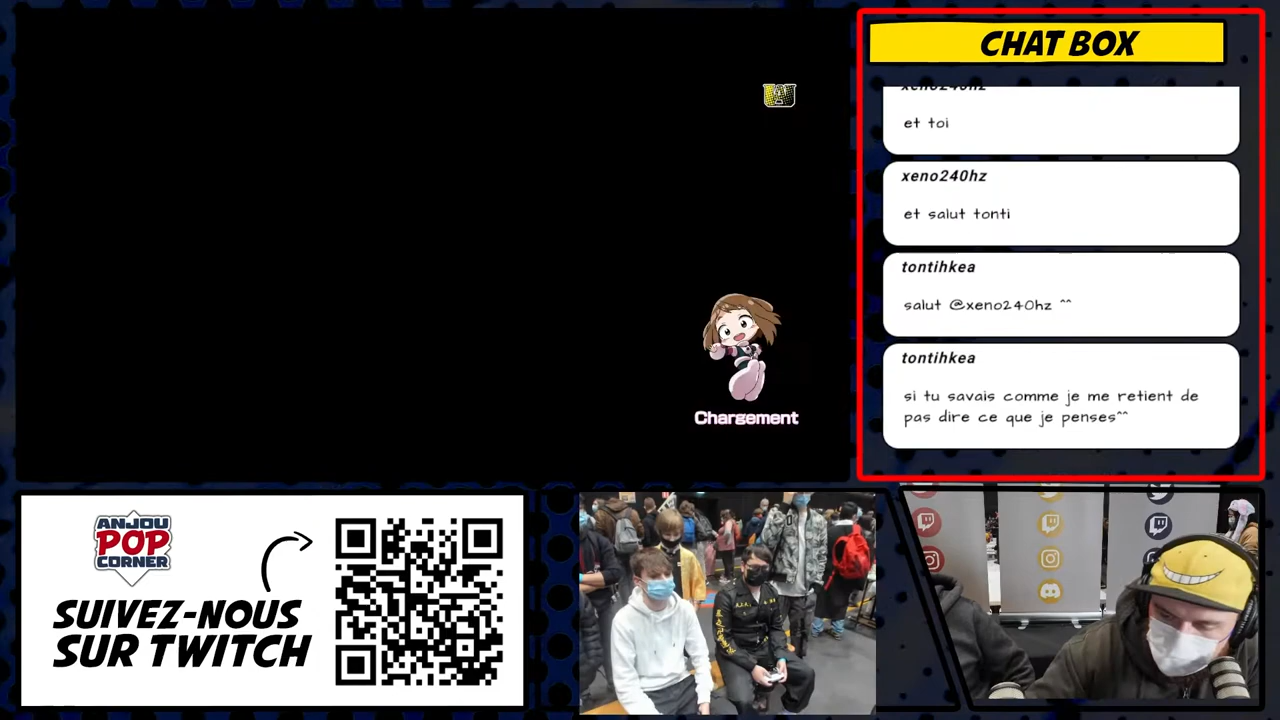 CHAT BOX
xeno240hz
et toi
xeno240hz
et salut tonti
tontihkea
salut @xeno240hz ^^
tontihkea
si tu savais comme je me retient de
pas dire ce que je penses^^
Chargement
ANJOU
POP
CORNER
SUIVEZ-NOUS
SUR TWITCH